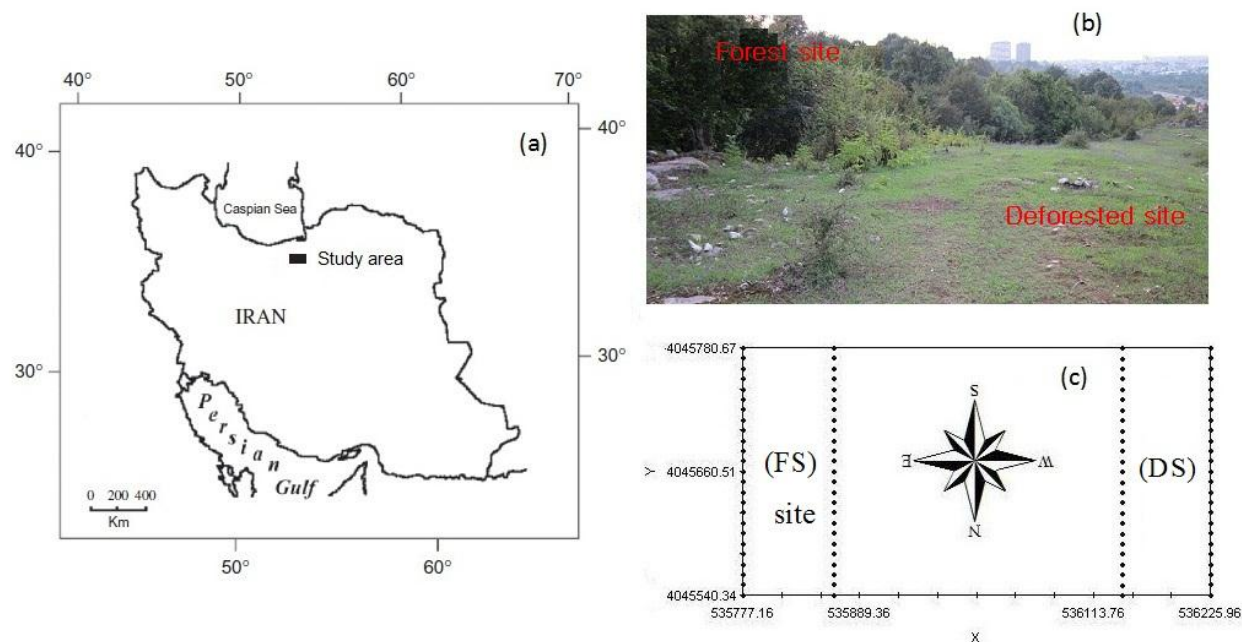 40° 50° 60° 70°
(a)
40° 40°
Caspian Sea
Study area
IRAN
30° 30°
Persian
Gulf
0 200 400
Km
50° 60°
(b)
Forest site
Deforested site
(c)
4045780.67
4045660.51
4045540.34
Y
(FS)
site
S
E W
N
(DS)
535777.16 535889.36 536113.76 536225.96
X